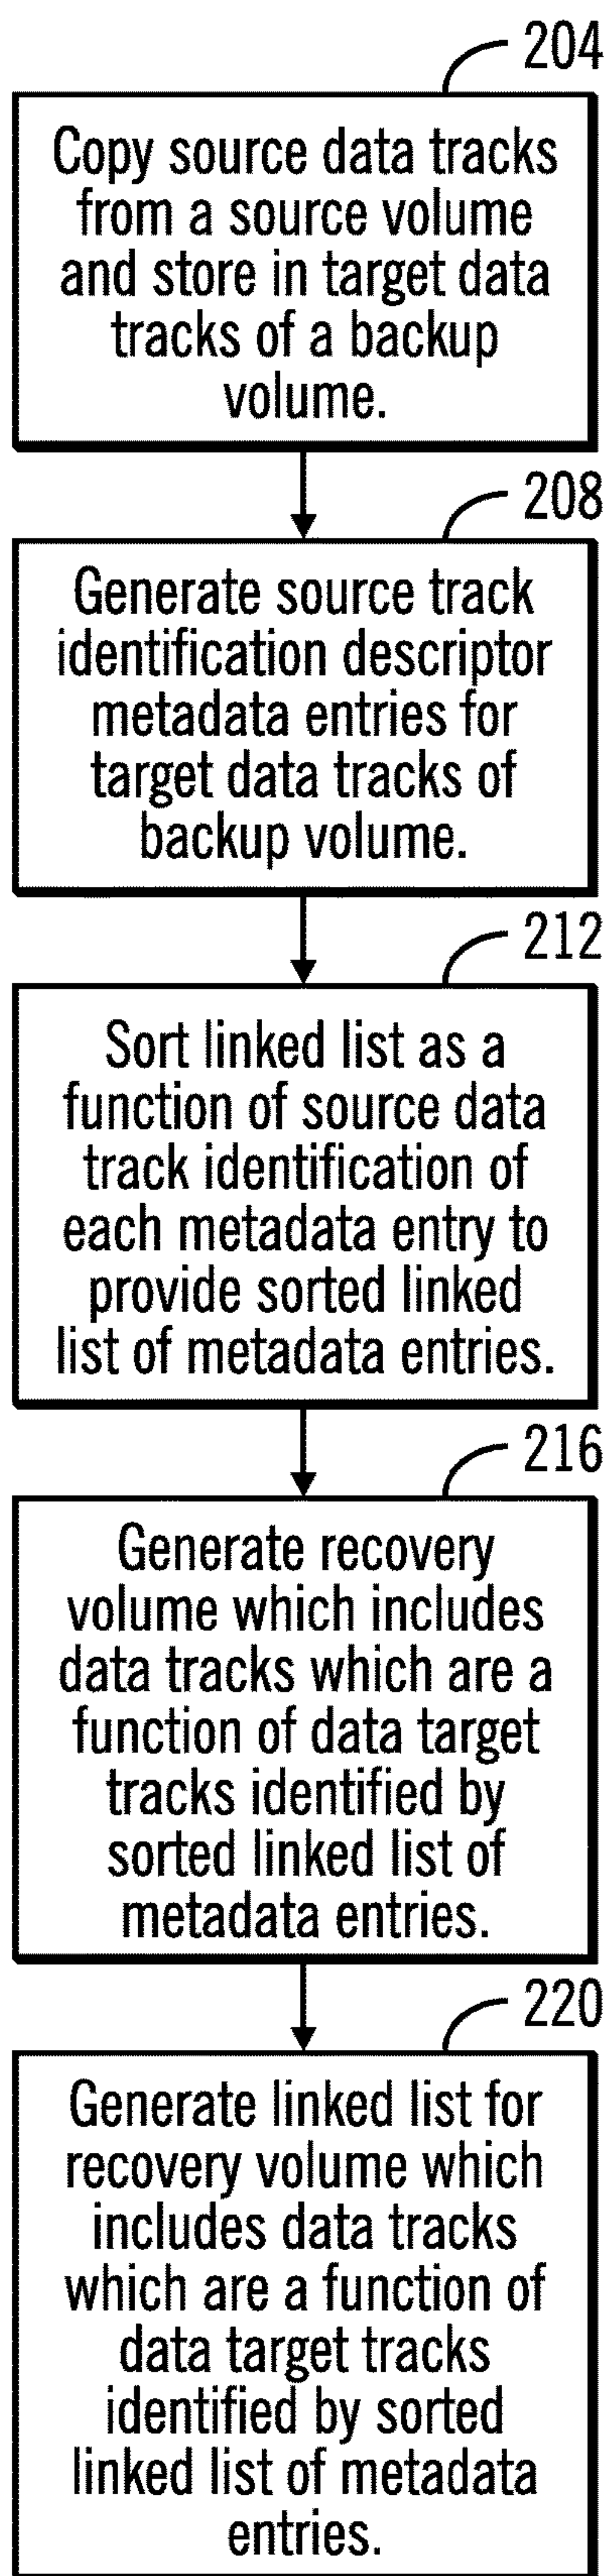 204
Copy source data tracks
from a source volume
and store in target data
tracks of a backup
volume.
208
Generate source track
identification descriptor
metadata entries for
target data tracks of
backup volume.
212
Sort linked list as a
function of source data
track identification of
each metadata entry to
provide sorted linked
list of metadata entries.
216
Generate recovery
volume which includes
data tracks which are a
function of data target
tracks identified by
sorted linked list of
metadata entries.
220
Generate linked list for
recovery volume which
includes data tracks
which are a function of
data target tracks
identified by sorted
linked list of metadata
entries.